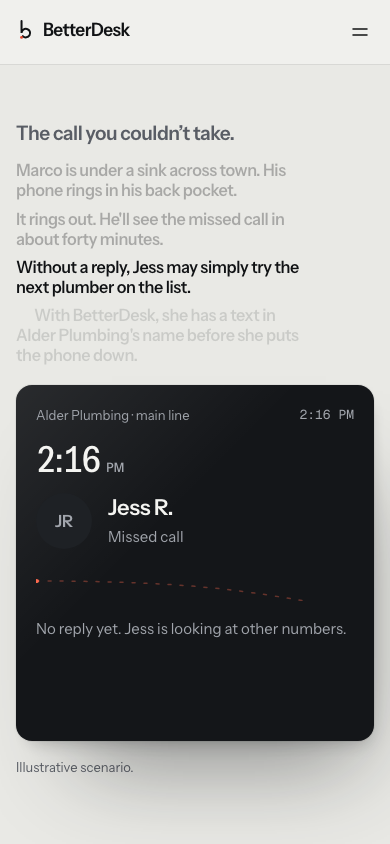 BetterDesk
The call you couldn’t take.
Marco is under a sink across town. His
phone rings in his back pocket.
It rings out. He'll see the missed call in
about forty minutes.
Without a reply, Jess may simply try the
next plumber on the list.
With BetterDesk, she has a text in
Alder Plumbing's name before she puts
the phone down.
Alder Plumbing · main line
2:16 PM
2:16 PM
JR
Jess R.
Missed call
No reply yet. Jess is looking at other numbers.
Illustrative scenario.